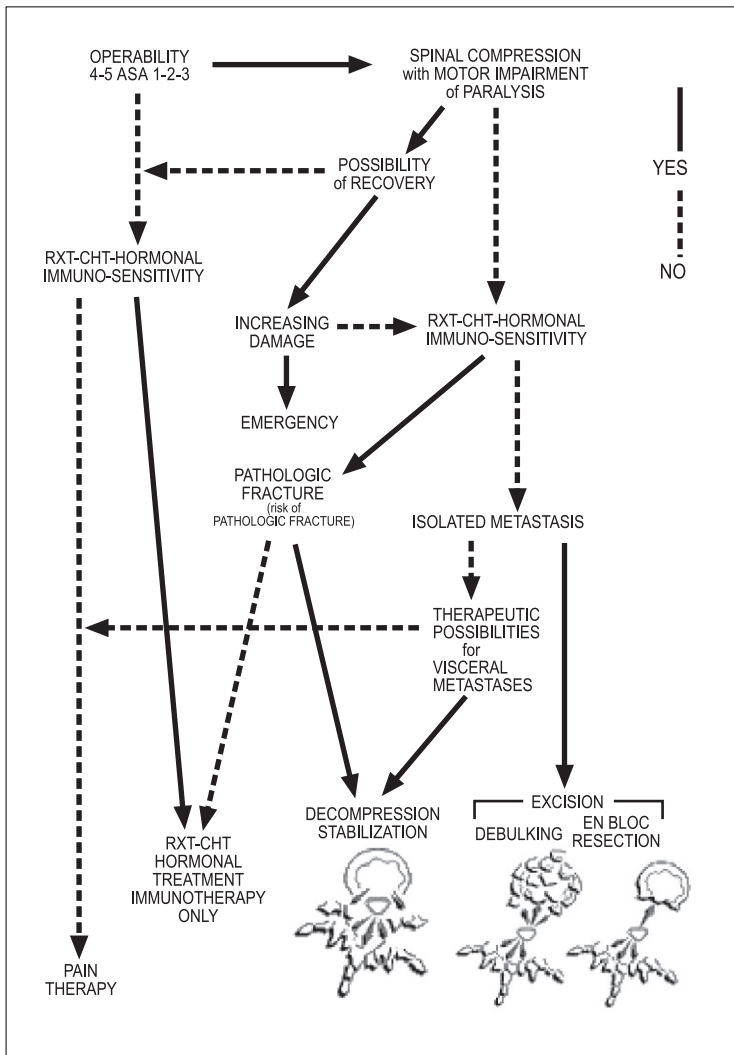 OPERABILITY
4-5 ASA 1-2-3
SPINAL COMPRESSION
with MOTOR IMPAIRMENT
of PARALYSIS
POSSIBILITY
of RECOVERY
YES
NO
RXT-CHT-HORMONAL
IMMUNO-SENSITIVITY
INCREASING
DAMAGE
RXT-CHT-HORMONAL
IMMUNO-SENSITIVITY
EMERGENCY
PATHOLOGIC
FRACTURE
(risk of
PATHOLOGIC FRACTURE)
ISOLATED METASTASIS
THERAPEUTIC
POSSIBILITIES
for
VISCERAL
METASTASES
DECOMPRESSION
STABILIZATION
EXCISION
DEBULKING
EN BLOC
RESECTION
RXT-CHT
HORMONAL
TREATMENT
IMMUNOTHERAPY
ONLY
PAIN
THERAPY